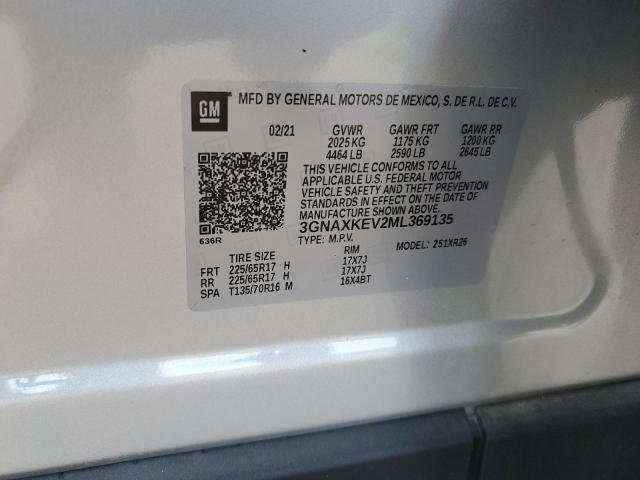 GM MFD BY GENERAL MOTORS DE MEXICO, S. DE R.L. DE C.V.
02/21 GVWR GAWR FRT GAWR RR
2025 KG 1175 KG 1200 KG
4464 LB 2590 LB 2645 LB
THIS VEHICLE CONFORMS TO ALL
APPLICABLE U.S. FEDERAL MOTOR
VEHICLE SAFETY AND THEFT PREVENTION
STANDARDS IN EFFECT ON THE DATE OF
MANUFACTURE SHOWN ABOVE.
3GNAXKEV2ML369135
636R TYPE: M.P.V. MODEL: 251XR26
TIRE SIZE RIM
FRT 225/65R17 H 17X7J
RR 225/65R17 H 17X7J
SPA T135/70R16 M 16X4BT